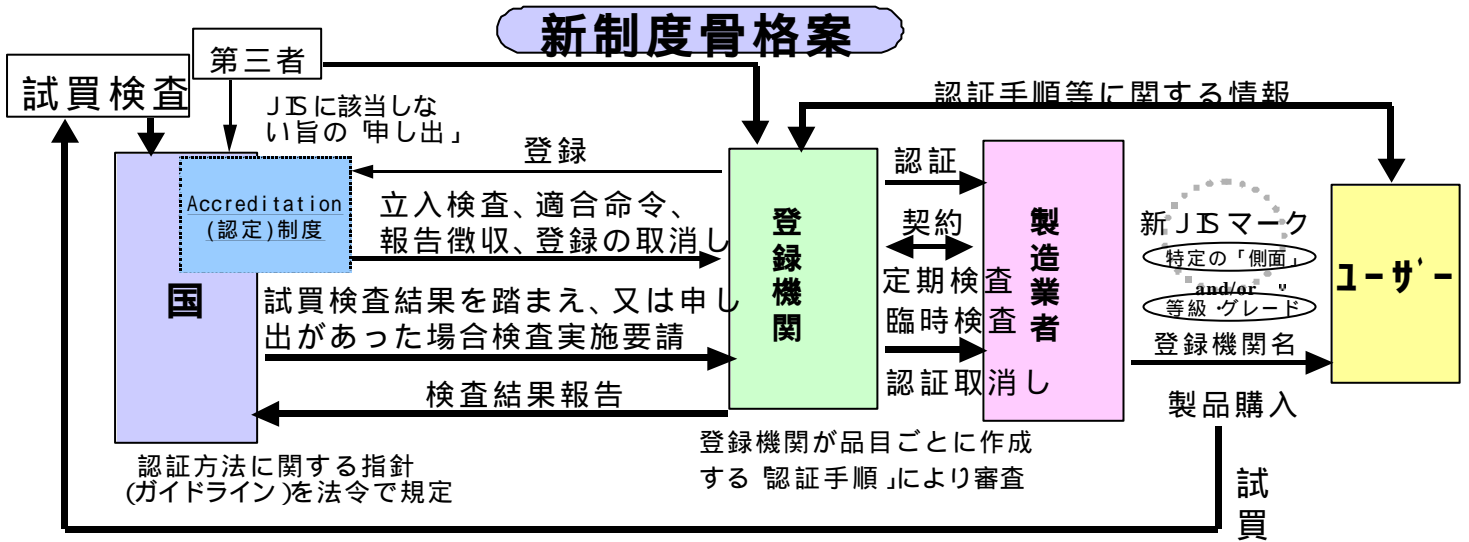 新制度骨格案
第三者
試買検査
JISに該当しな
い旨の「申し出」
認証手順等に関する情報
登録
Accreditation
(認定)制度
立入検査、適合命令、
報告徴収、登録の取消し
国
試買検査結果を踏まえ、又は申し
出があった場合検査実施要請
検査結果報告
認証方法に関する指針
(ガイドライン)を法令で規定
登録機関
認証
契約
定期検査
臨時検査
認証取消し
登録機関が品目ごとに作成
する「認証手順」により審査
製造業者
新JISマーク
特定の「側面」
and/or
等級・グレード
登録機関名
製品購入
ユーザー
試買